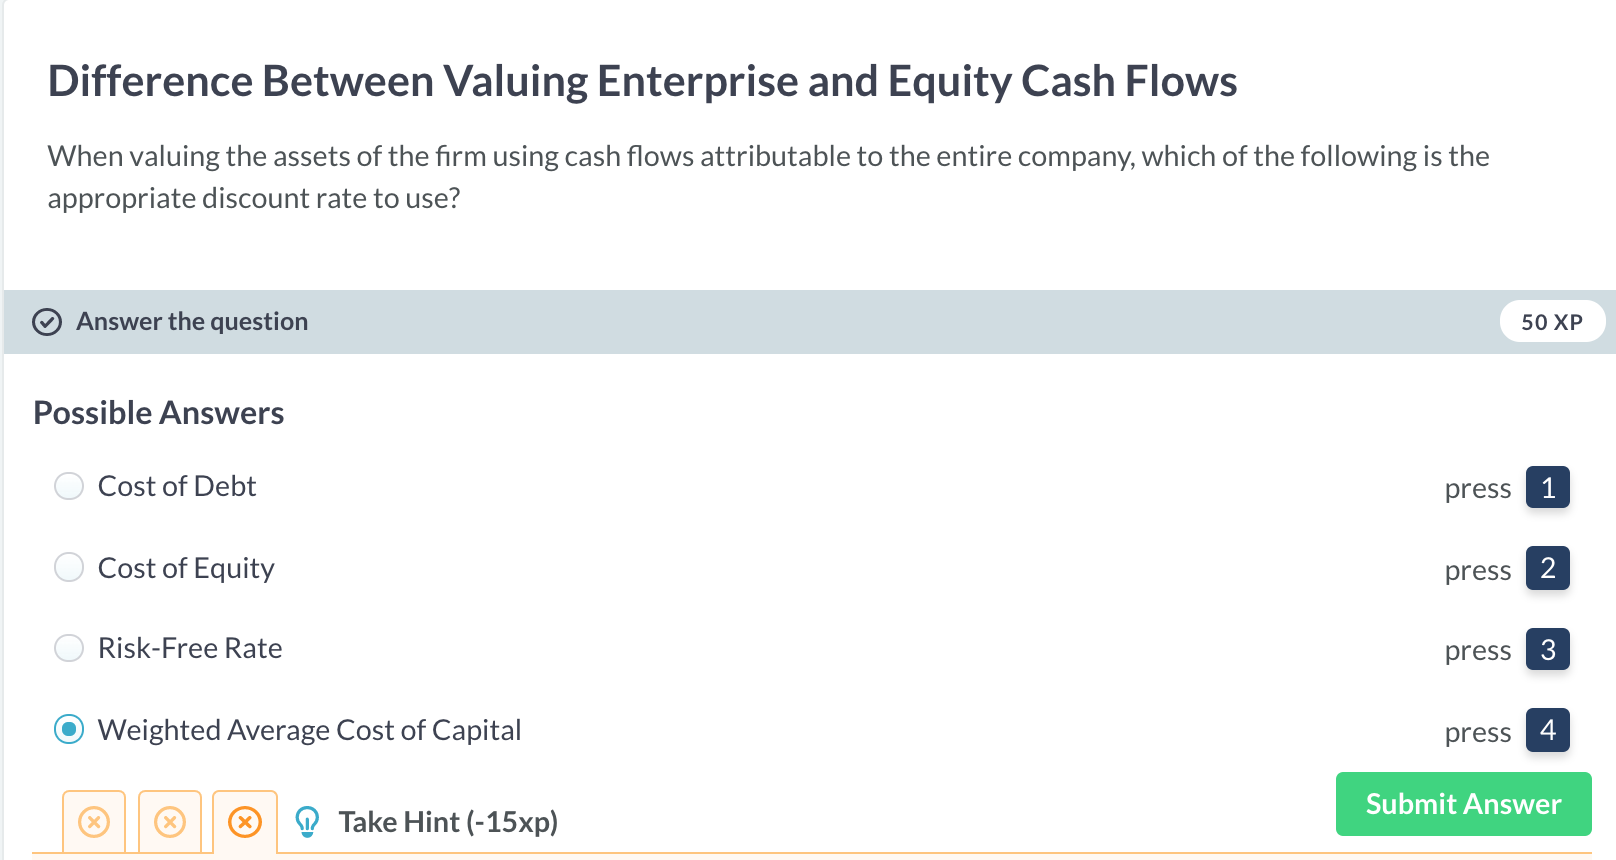 Difference Between Valuing Enterprise and Equity Cash Flows
When valuing the assets of the firm using cash flows attributable to the entire company, which of the following is the
appropriate discount rate to use?
Answer the question
50 XP
Possible Answers
Cost of Debt
press 1
Cost of Equity
press 2
Risk-Free Rate
press 3
Weighted Average Cost of Capital
press 4
Take Hint (-15xp)
Submit Answer